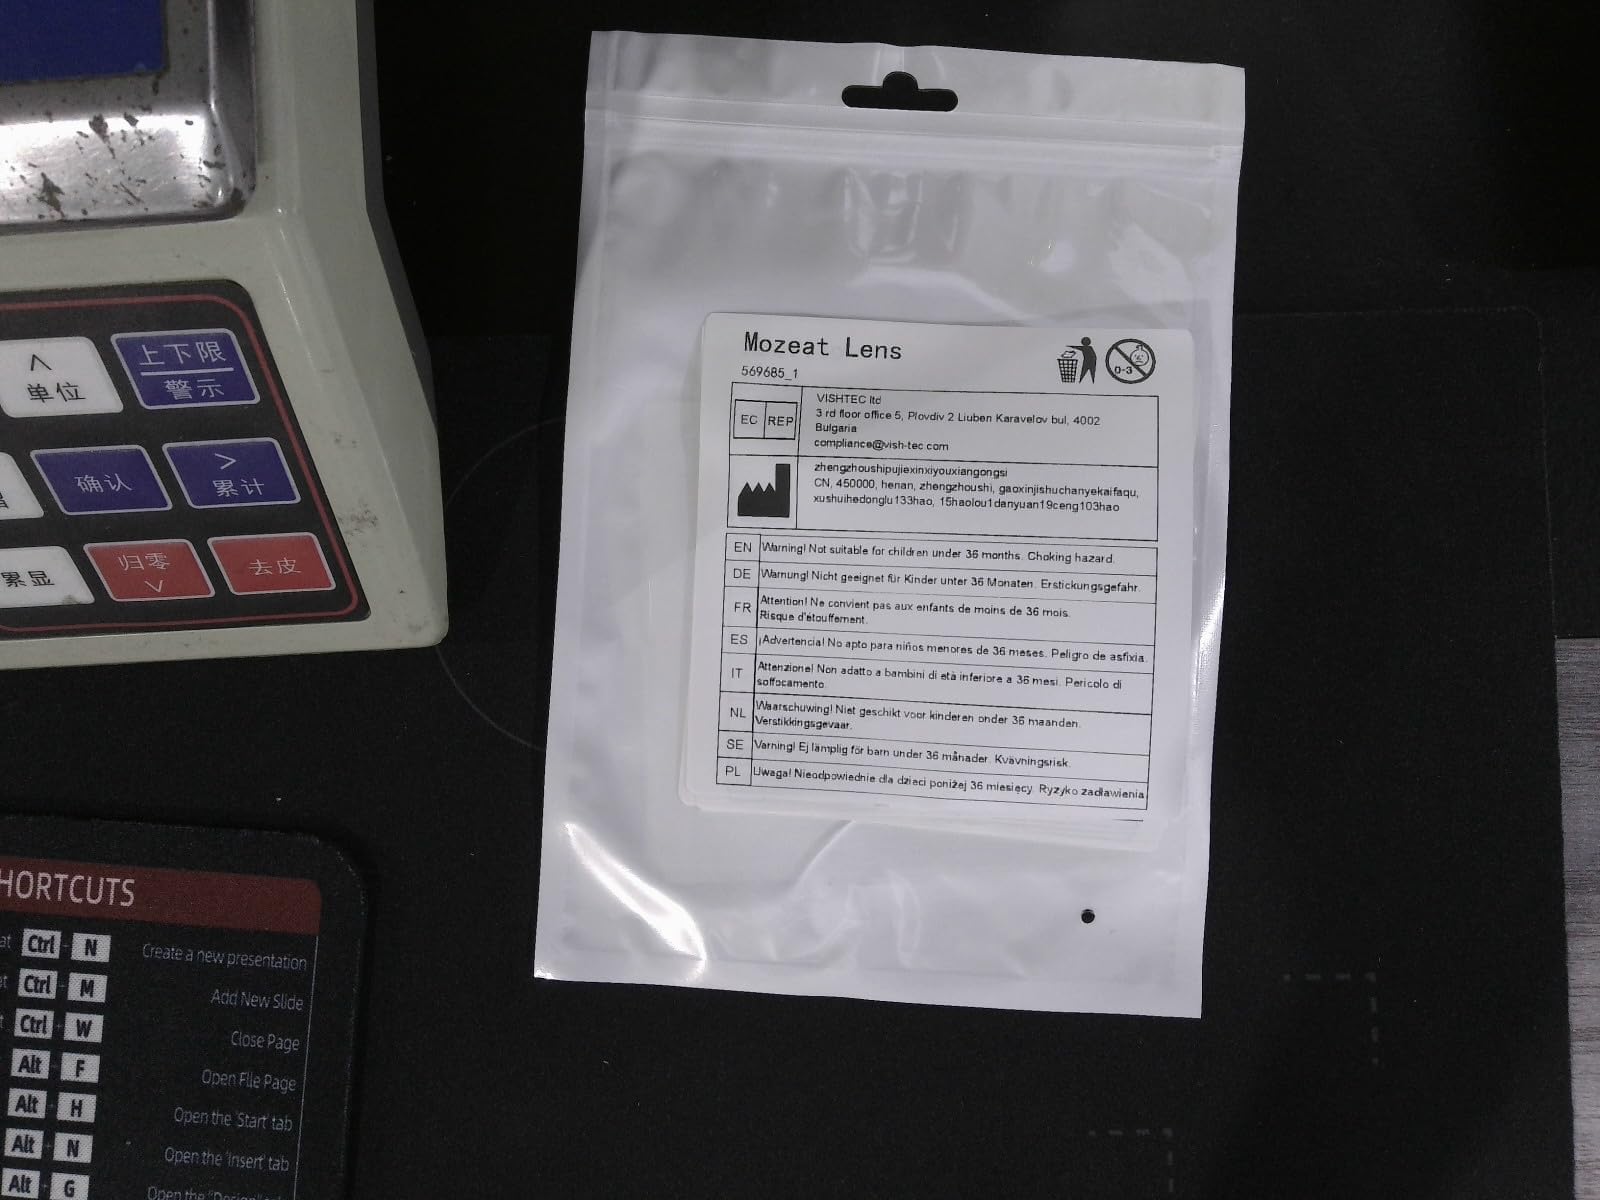 上下限
警示
单位
确认
累计
累显
归零
去皮
Mozeat Lens
569685_1
0-3
EC REP
VISHTEC ltd
3 rd floor office 5, Plovdiv 2 Liuben Karavelov bul, 4002
Bulgaria
compliance@vish-tec.com
zhengzhoushipujiexinxiyouxiangongsi
CN, 450000, henan, zhengzhoushi, gaoxinjishuchanyekaifaqu,
xushuihedonglu133hao, 15haolou1danyuan19ceng103hao
EN Warning! Not suitable for children under 36 months. Choking hazard.
DE Warnung! Nicht geeignet für Kinder unter 36 Monaten. Erstickungsgefahr.
FR Attention! Ne convient pas aux enfants de moins de 36 mois.
Risque d'étouffement.
ES ¡Advertencia! No apto para niños menores de 36 meses. Peligro de asfixia.
IT Attenzione! Non adatto a bambini di età inferiore a 36 mesi. Pericolo di
soffocamento.
NL Waarschuwing! Niet geschikt voor kinderen onder 36 maanden.
Verstikkingsgevaar.
SE Varning! Ej lämplig för barn under 36 månader. Kvävningsrisk.
PL Uwaga! Nieodpowiednie dla dzieci poniżej 36 miesięcy. Ryzyko zadławienia
HORTCUTS
Ctrl N Create a new presentation
Ctrl M Add New Slide
Ctrl W Close Page
Alt F Open File Page
Alt H Open the 'Start' tab
Alt N Open the 'Insert' tab
Alt G Open the "Design"